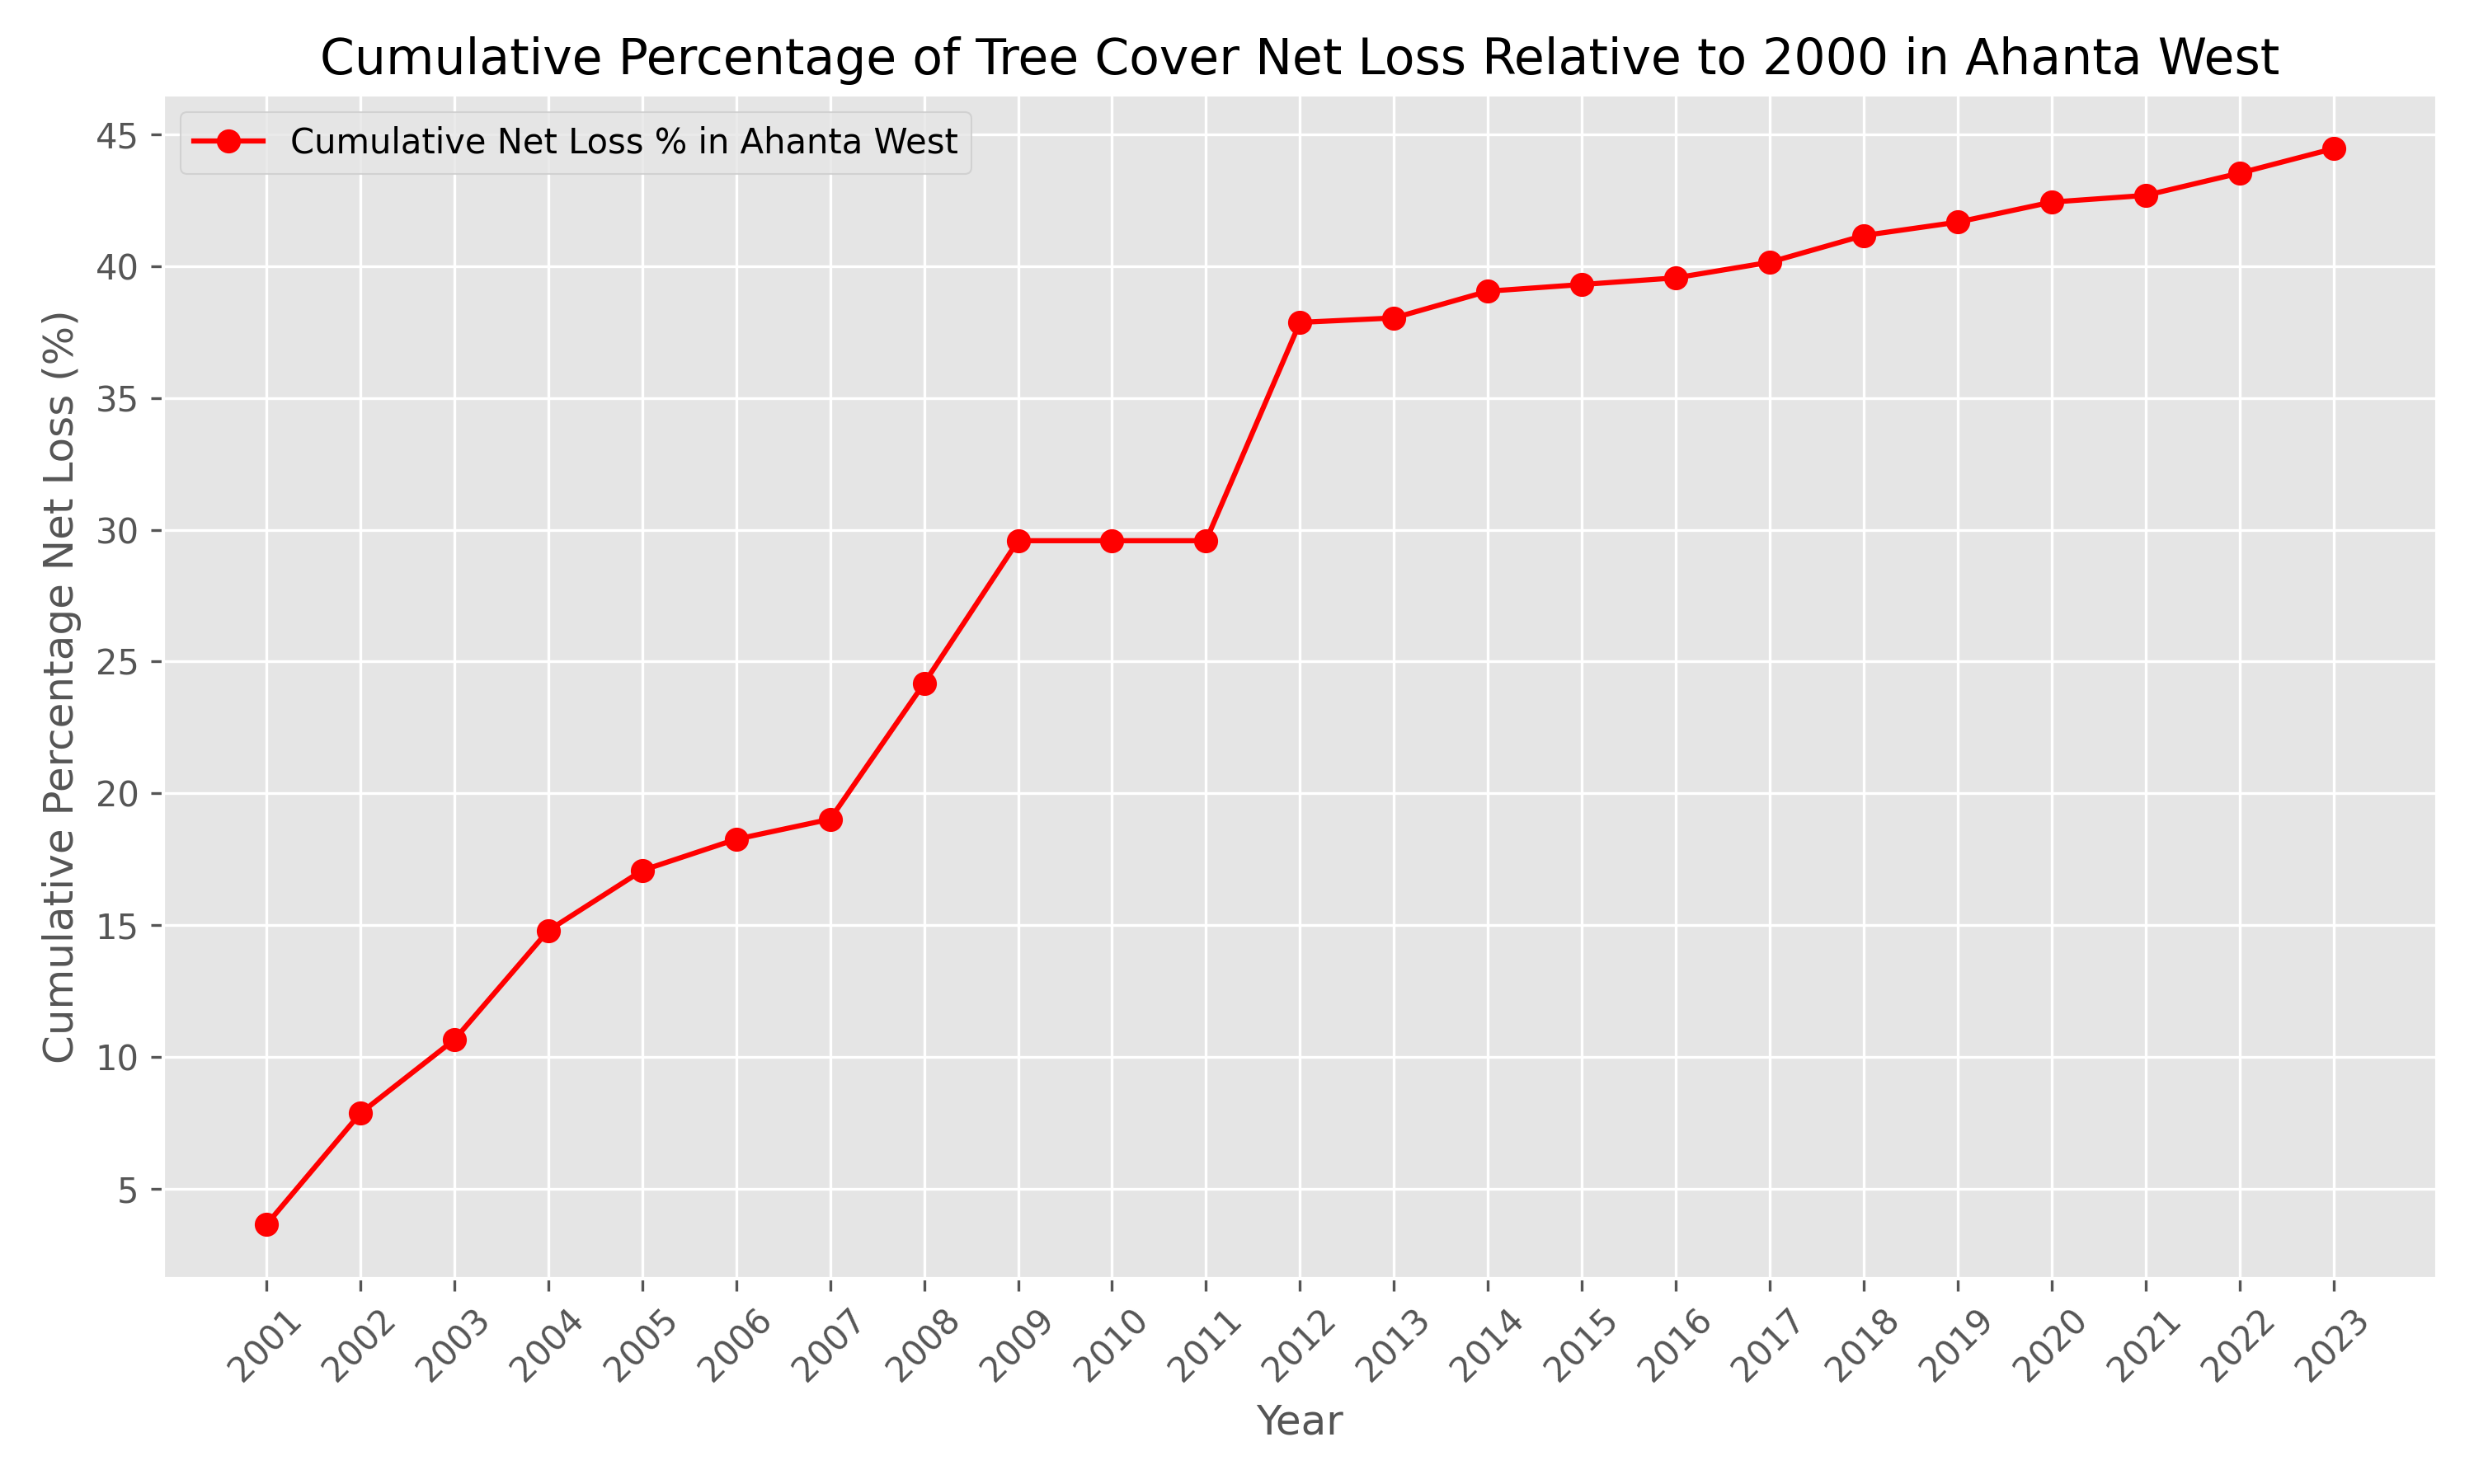 Cumulative Percentage of Tree Cover Net Loss Relative to 2000 in Ahanta West
Cumulative Net Loss % in Ahanta West
Cumulative Percentage Net Loss (%)
45
40
35
30
25
20
15
10
5
2001 2002 2003 2004 2005 2006 2007 2008 2009 2010 2011 2012 2013 2014 2015 2016 2017 2018 2019 2020 2021 2022 2023
Year